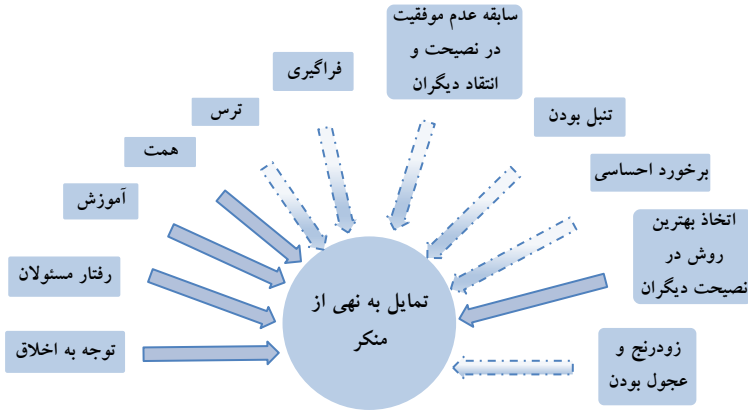 سابقه عدم موفقیت
در نصیحت و
انتقاد دیگران
فراگیری
ترس
همت
آموزش
رفتار مسئولان
توجه به اخلاق
تنبل بودن
برخورد احساسی
اتخاذ بهترین
روش در
نصیحت دیگران
زودرنج و
عجول بودن
تمایل به نهی از
منکر